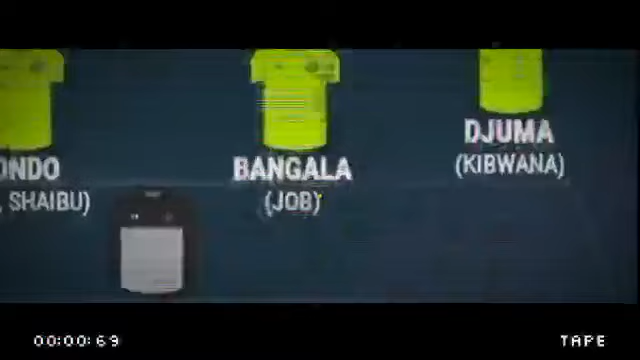 DJUMA
ONDO BANGALA (KIBWANA)
, SHAIBU) (JOB)
00:00:69 TAPE